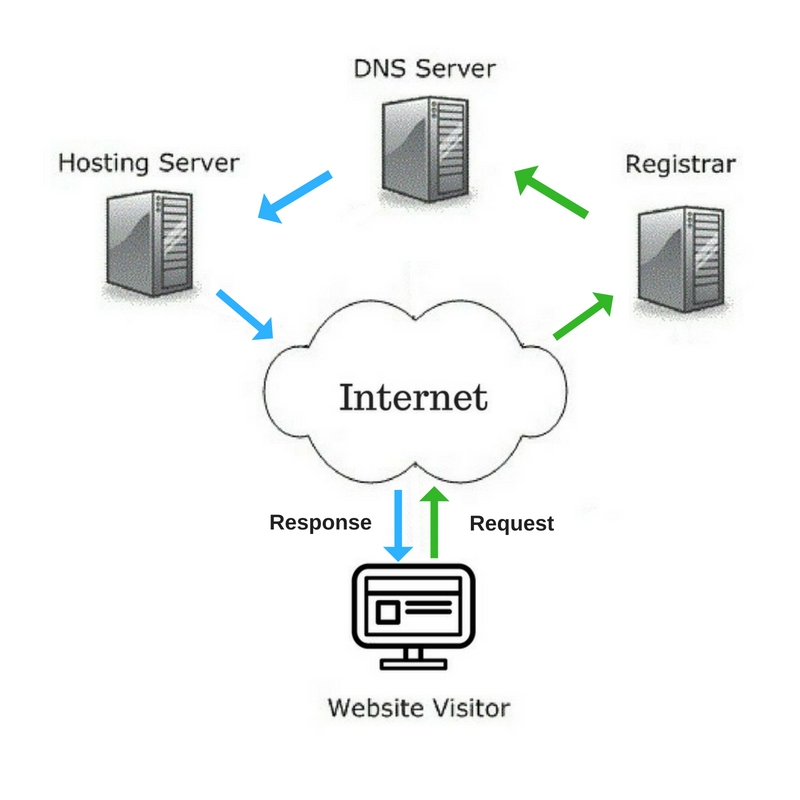 DNS Server
Hosting Server
Registrar
Internet
Response
Request
Website Visitor